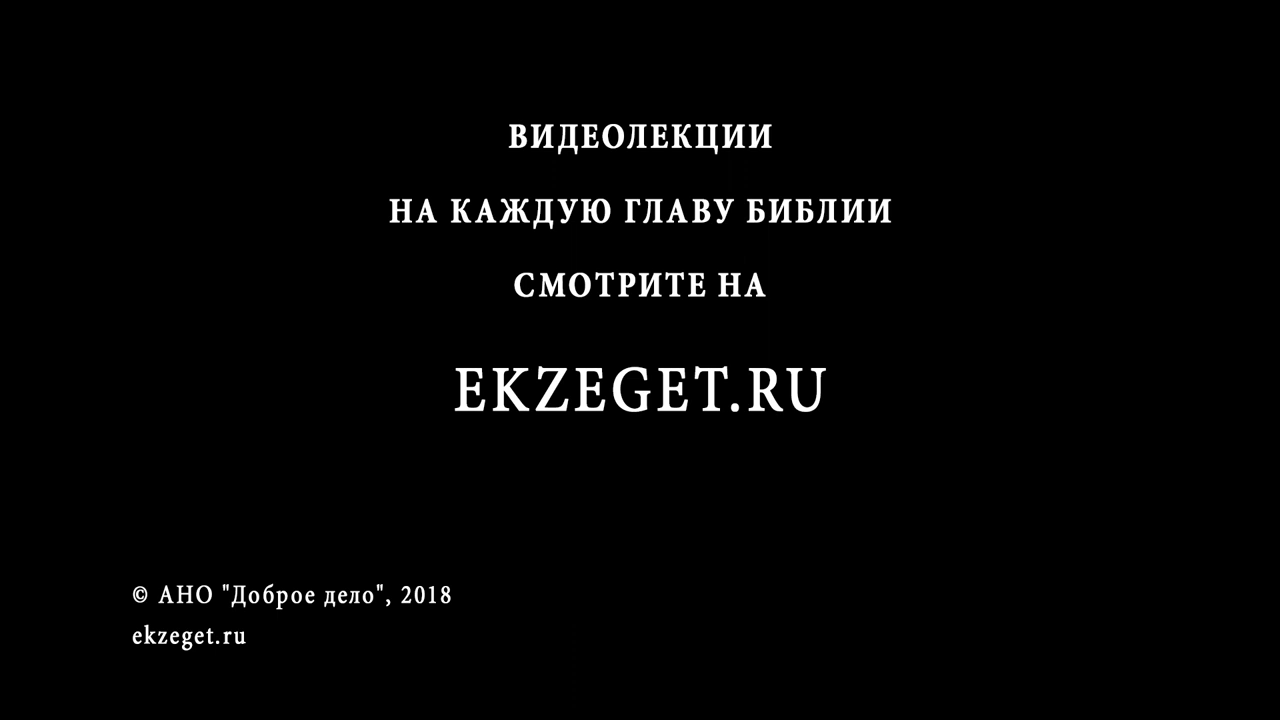 ВИДЕОЛЕКЦИИ
НА КАЖДУЮ ГЛАВУ БИБЛИИ
СМОТРИТЕ НА
EKZEGET.RU
© АНО "Доброе дело", 2018
ekzeget.ru